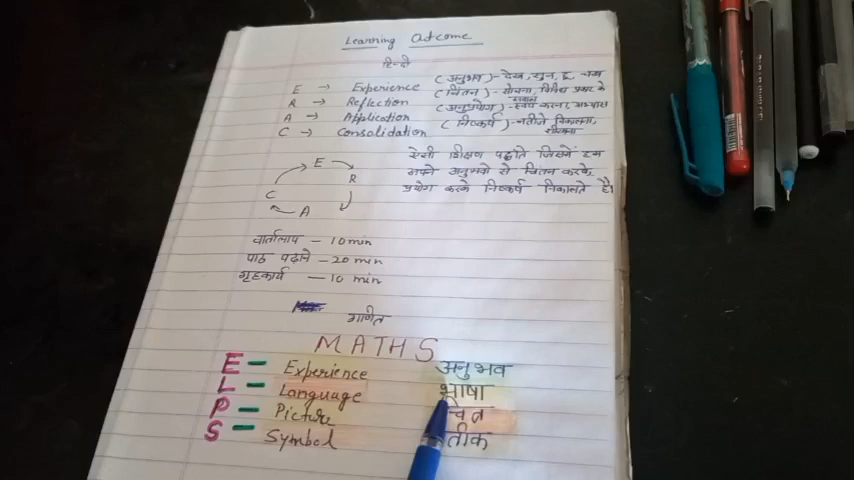 Learning Outcome
हिन्दी
E → Experience (अनुभव) - देख, सुन, छू, चख
R → Reflection (चिंतन) - सोचना, विभिन्न प्रकार के सवाल
A → Application (अनुप्रयोग) - स्वयं करना, अभ्यास
C → Consolidation (निष्कर्ष) - नतीजे निकालना, सीखना
ऐसी शिक्षण पद्धति जिसमें हम
अपने अनुभवों से चिंतन करके
प्रयोग करके निष्कर्ष निकालते है।
E
R
A
C
वार्तालाप - 10 min
पाठ पढ़ाने - 20 min
गृहकार्य - 10 min
गणित
MATHS
E - Experience अनुभव
L - Language भाषा
P - Picture
S - Symbol